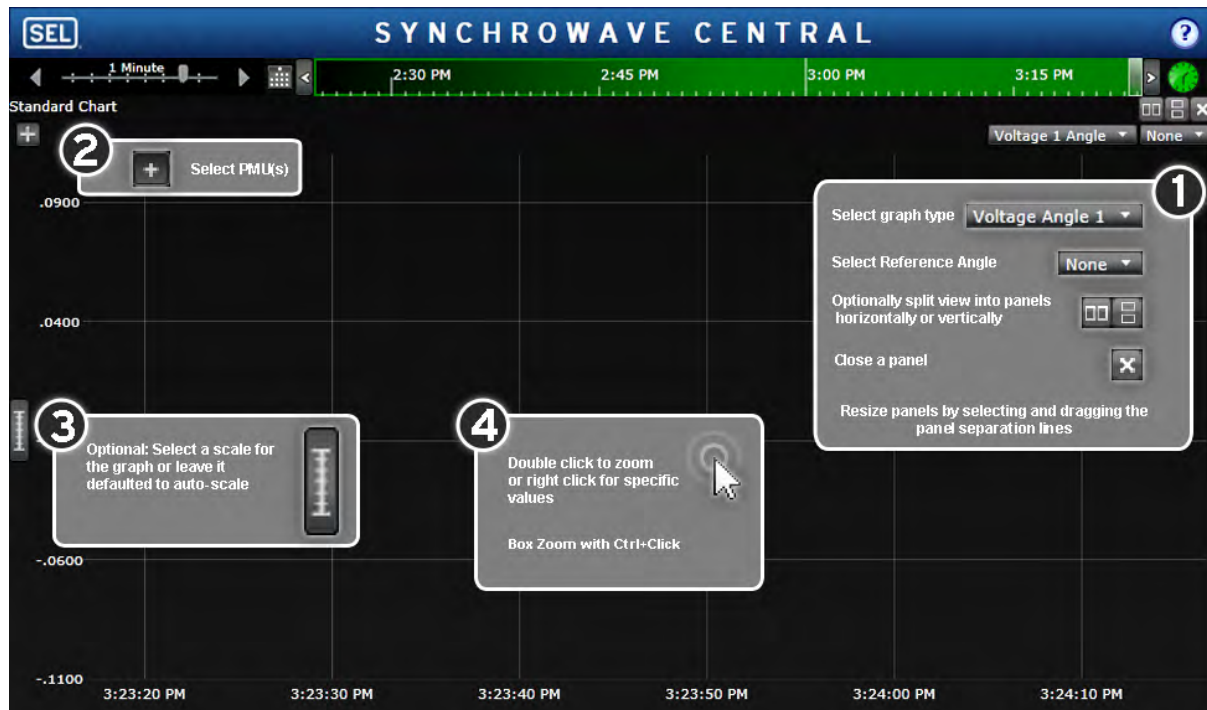 SEL SYNCHROWAVE CENTRAL ?
1 Minute 2:30 PM 2:45 PM 3:00 PM 3:15 PM
Standard Chart
Voltage 1 Angle None
2
Select PMU(s)
1
Select graph type Voltage Angle 1
Select Reference Angle None
Optionally split view into panels
horizontally or vertically
Close a panel
Resize panels by selecting and dragging the
panel separation lines
.0900
.0400
3
Optional: Select a scale for
the graph or leave it
defaulted to auto-scale
4
Double click to zoom
or right click for specific
values
Box Zoom with Ctrl+Click
-.0600
-.1100
3:23:20 PM 3:23:30 PM 3:23:40 PM 3:23:50 PM 3:24:00 PM 3:24:10 PM